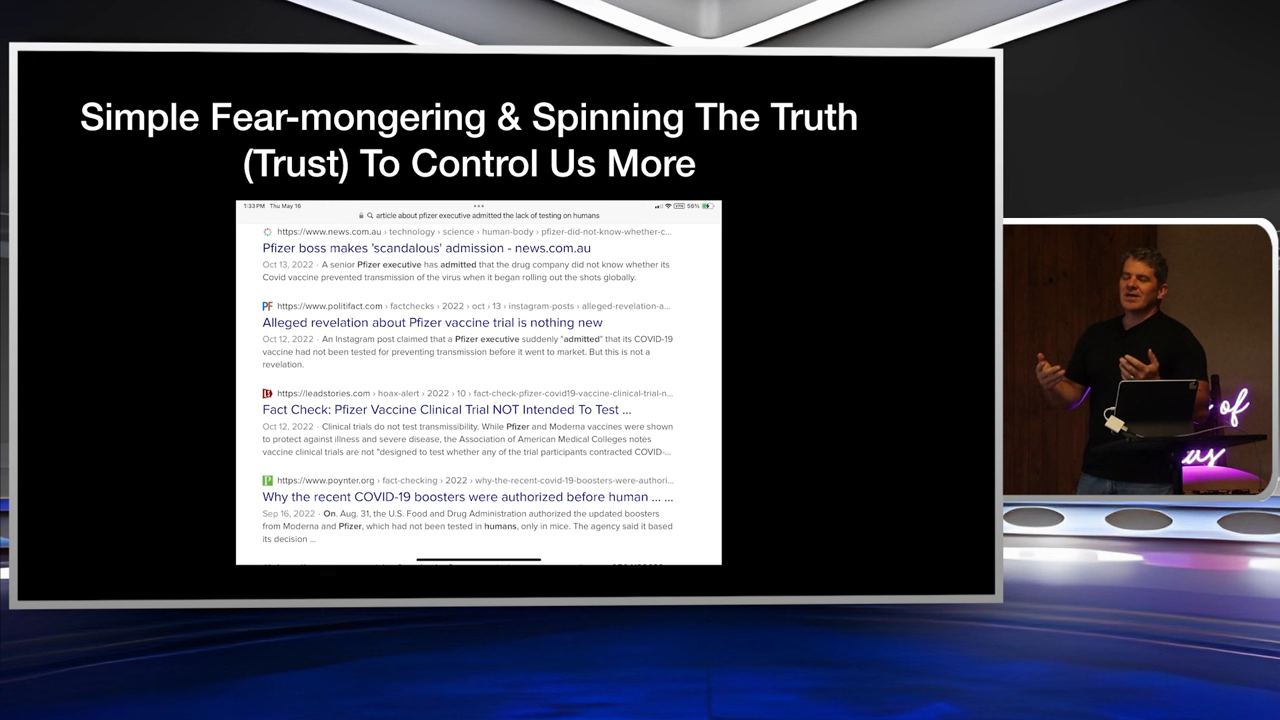 Simple Fear-mongering & Spinning The Truth
(Trust) To Control Us More
1:33 PM Thu May 16
56%
article about pfizer executive admitted the lack of testing on humans
https://www.news.com.au › technology › science › human-body › pfizer-did-not-know-whether-c...
Pfizer boss makes 'scandalous' admission - news.com.au
Oct 13, 2022 · A senior Pfizer executive has admitted that the drug company did not know whether its
Covid vaccine prevented transmission of the virus when it began rolling out the shots globally.
PF https://www.politifact.com › factchecks › 2022 › oct › 13 › instagram-posts › alleged-revelation-a...
Alleged revelation about Pfizer vaccine trial is nothing new
Oct 12, 2022 · An Instagram post claimed that a Pfizer executive suddenly "admitted" that its COVID-19
vaccine had not been tested for preventing transmission before it went to market. But this is not a
revelation.
https://leadstories.com › hoax-alert › 2022 › 10 › fact-check-pfizer-covid19-vaccine-clinical-trial-n...
Fact Check: Pfizer Vaccine Clinical Trial NOT Intended To Test ...
Oct 12, 2022 · Clinical trials do not test transmissibility. While Pfizer and Moderna vaccines were shown
to protect against illness and severe disease, the Association of American Medical Colleges notes
vaccine clinical trials are not "designed to test whether any of the trial participants contracted COVID-...
P https://www.poynter.org › fact-checking › 2022 › why-the-recent-covid-19-boosters-were-authori...
Why the recent COVID-19 boosters were authorized before human ... ...
Sep 16, 2022 · On. Aug. 31, the U.S. Food and Drug Administration authorized the updated boosters
from Moderna and Pfizer, which had not been tested in humans, only in mice. The agency said it based
its decision ...
of